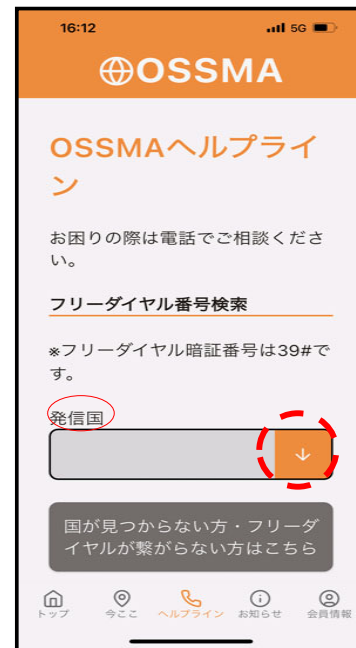 16:12
5G
OSSMA
OSSMAヘルプライ
ン
お困りの際は電話でご相談くださ
い。
フリーダイヤル番号検索
※フリーダイヤル暗証番号は39#で
す。
発信国
国が見つからない方・フリーダ
イヤルが繋がらない方はこちら
トップ 今ここ ヘルプライン お知らせ 会員情報